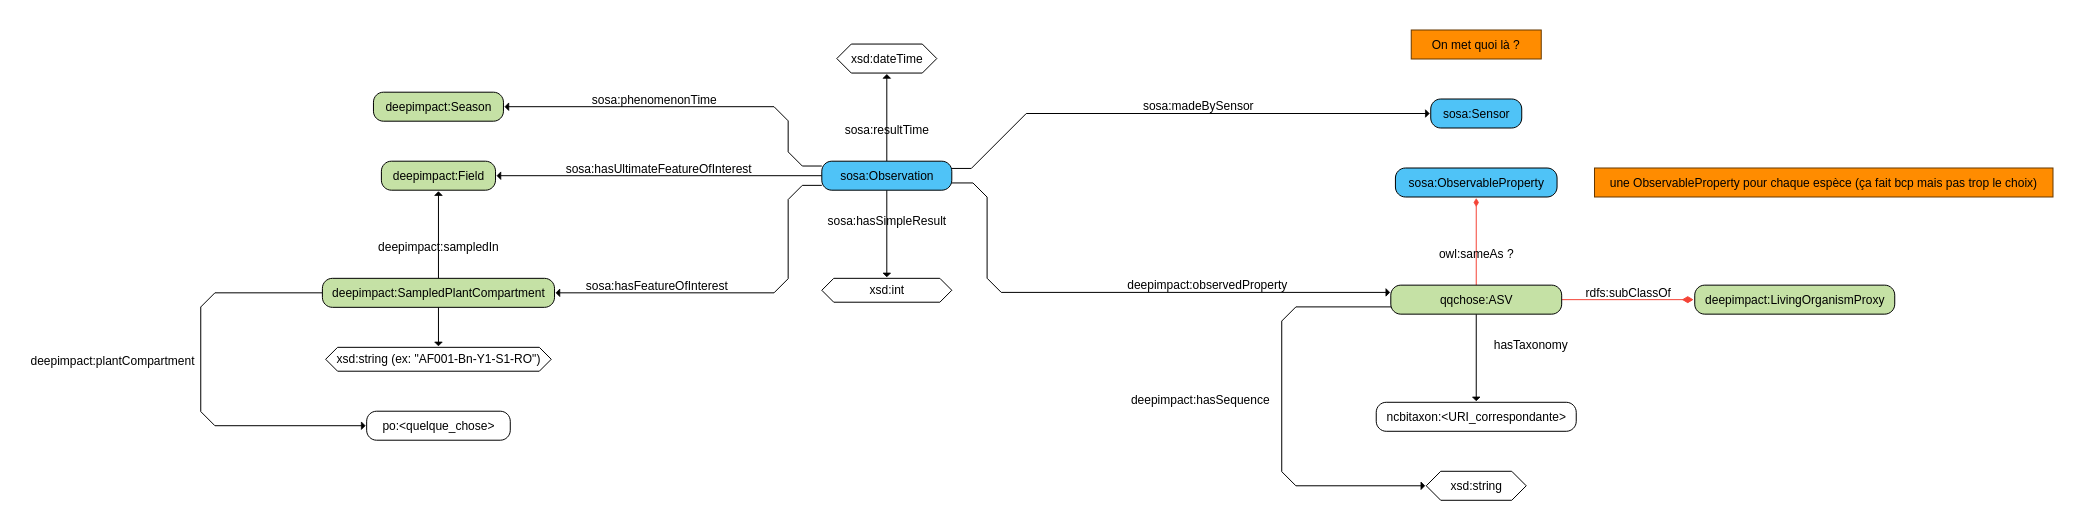 On met quoi là ?
xsd:dateTime
deepimpact:Season
sosa:phenomenonTime
sosa:madeBySensor
sosa:Sensor
sosa:resultTime
deepimpact:Field
sosa:hasUltimateFeatureOfInterest
sosa:Observation
sosa:ObservableProperty
une ObservableProperty pour chaque espèce (ça fait bcp mais pas trop le choix)
sosa:hasSimpleResult
deepimpact:sampledIn
owl:sameAs ?
deepimpact:SampledPlantCompartment
sosa:hasFeatureOfInterest
xsd:int
deepimpact:observedProperty
qqchose:ASV
rdfs:subClassOf
deepimpact:LivingOrganismProxy
hasTaxonomy
deepimpact:plantCompartment
xsd:string (ex: "AF001-Bn-Y1-S1-RO")
deepimpact:hasSequence
ncbitaxon:<URI_correspondante>
po:<quelque_chose>
xsd:string